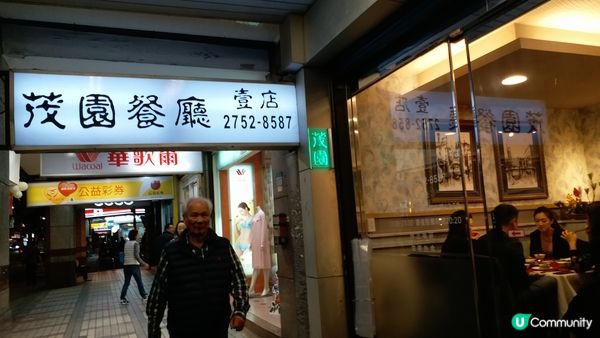 茂園餐廳 壹店
2752-8587
茂園
Wacoal 華歌爾
公益彩券
U Community